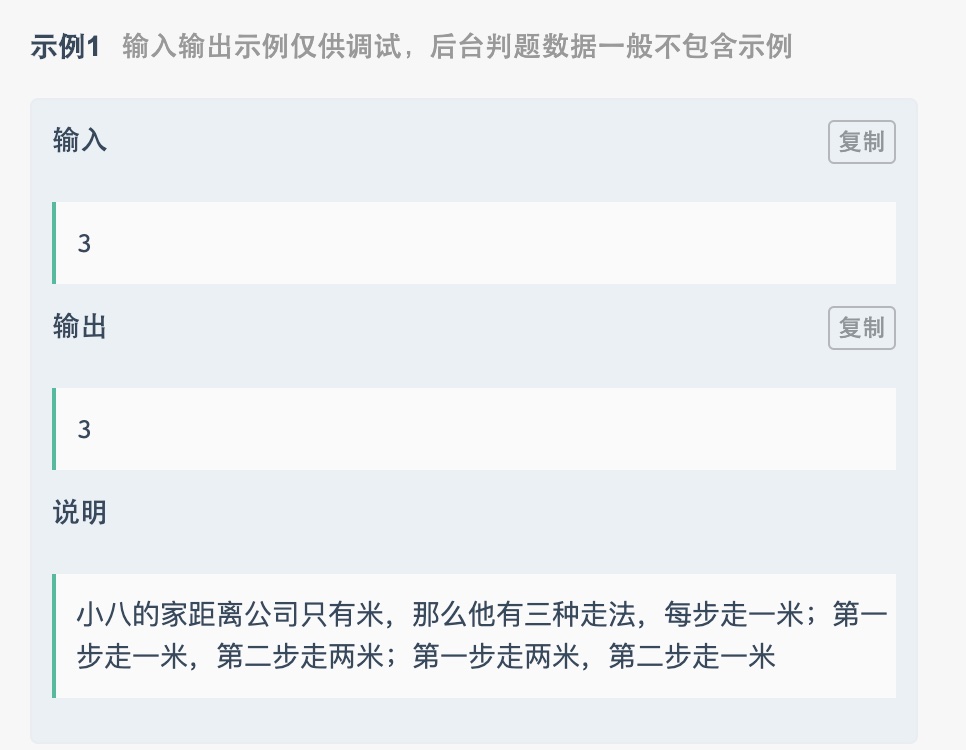 示例1 输入输出示例仅供调试，后台判题数据一般不包含示例
输入
复制
3
输出
复制
3
说明
小八的家距离公司只有米，那么他有三种走法，每步走一米；第一
步走一米，第二步走两米；第一步走两米，第二步走一米